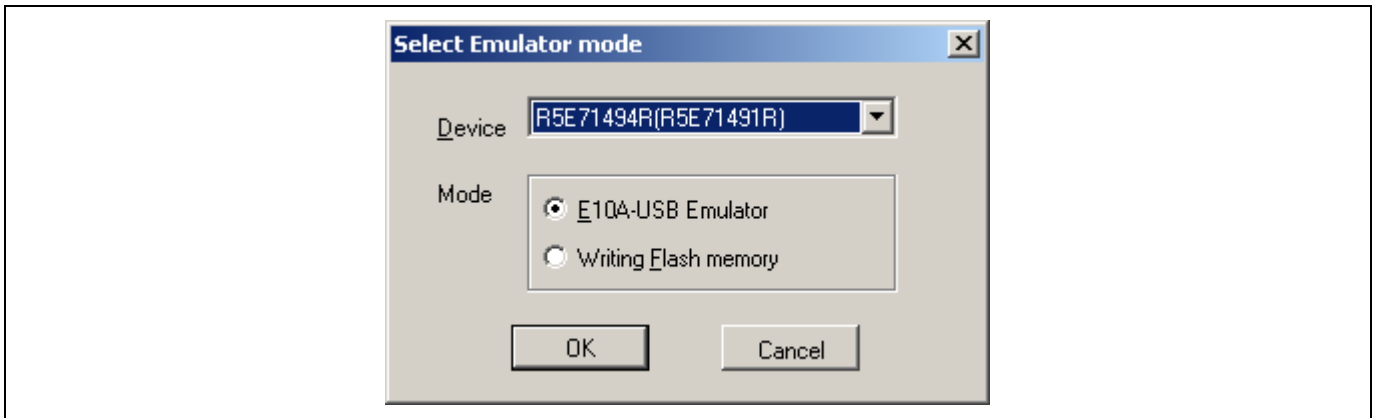 Select Emulator mode
Device R5E71494R(R5E71491R)
Mode
E10A-USB Emulator
Writing Flash memory
OK Cancel